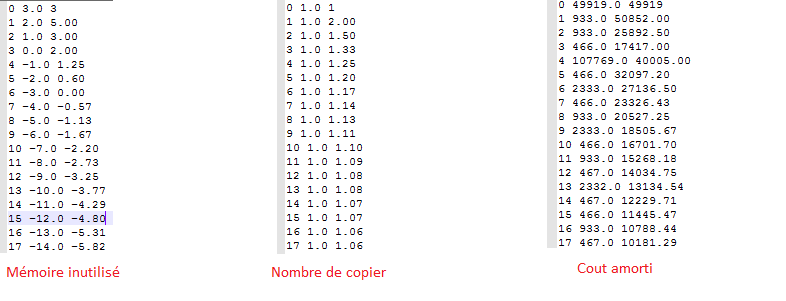 0 3.0 3
1 2.0 5.00
2 1.0 3.00
3 0.0 2.00
4 -1.0 1.25
5 -2.0 0.60
6 -3.0 0.00
7 -4.0 -0.57
8 -5.0 -1.13
9 -6.0 -1.67
10 -7.0 -2.20
11 -8.0 -2.73
12 -9.0 -3.25
13 -10.0 -3.77
14 -11.0 -4.29
15 -12.0 -4.80
16 -13.0 -5.31
17 -14.0 -5.82
Mémoire inutilisé
0 1.0 1
1 1.0 2.00
2 1.0 1.50
3 1.0 1.33
4 1.0 1.25
5 1.0 1.20
6 1.0 1.17
7 1.0 1.14
8 1.0 1.13
9 1.0 1.11
10 1.0 1.10
11 1.0 1.09
12 1.0 1.08
13 1.0 1.08
14 1.0 1.07
15 1.0 1.07
16 1.0 1.06
17 1.0 1.06
Nombre de copier
0 49919.0 49919
1 933.0 50852.00
2 933.0 25892.50
3 466.0 17417.00
4 107769.0 40005.00
5 466.0 32097.20
6 2333.0 27136.50
7 466.0 23326.43
8 933.0 20527.25
9 2333.0 18505.67
10 466.0 16701.70
11 933.0 15268.18
12 467.0 14034.75
13 2332.0 13134.54
14 467.0 12229.71
15 466.0 11445.47
16 933.0 10788.44
17 467.0 10181.29
Cout amorti